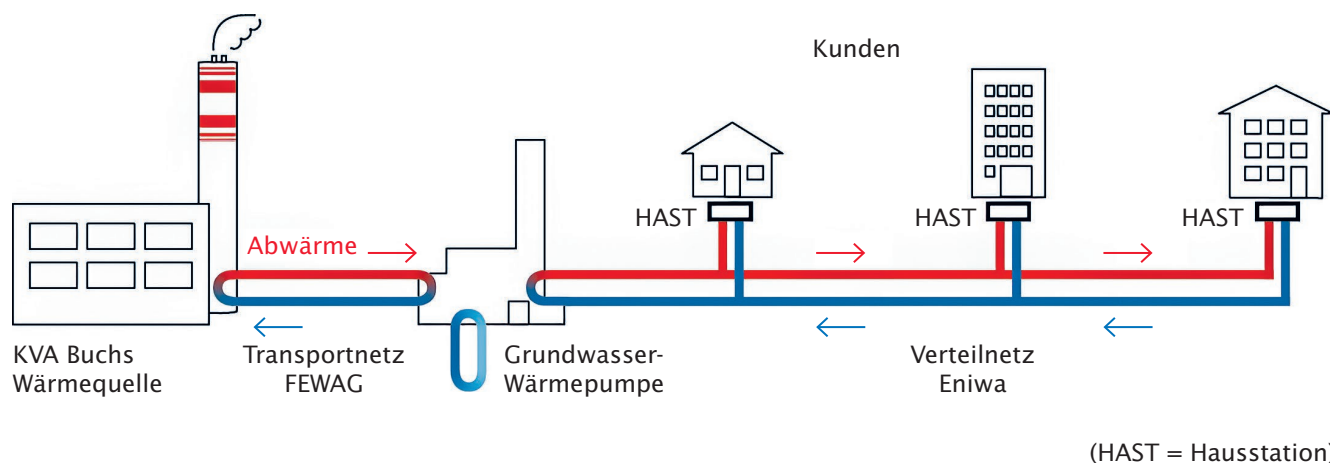 Kunden
HAST
HAST
HAST
Abwärme
KVA Buchs
Wärmequelle
Transportnetz
FEWAG
Grundwasser-
Wärmepumpe
Verteilnetz
Eniwa
(HAST = Hausstation)